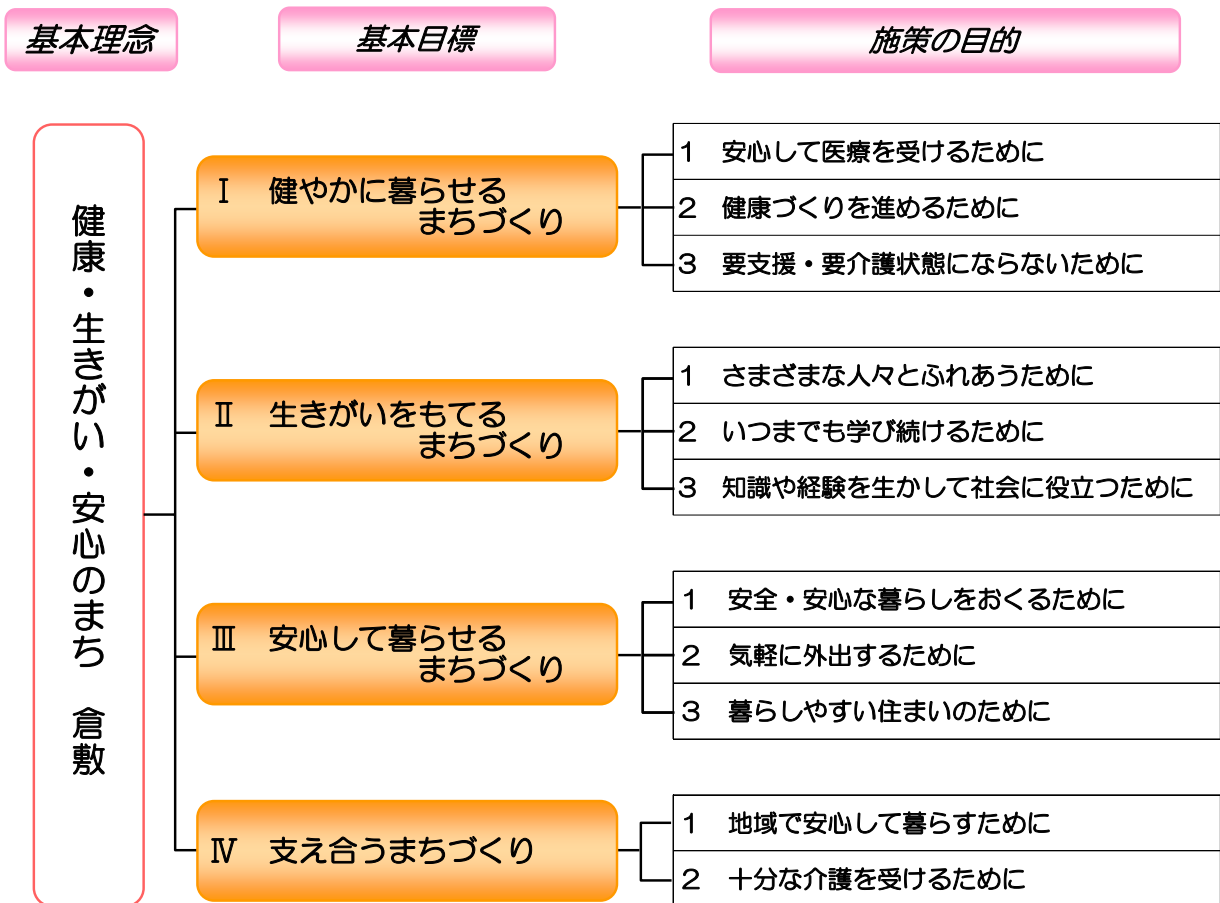 基本理念
基本目標
施策の目的
健康・生きがい・安心のまち　倉敷
Ⅰ　健やかに暮らせる
まちづくり
1　安心して医療を受けるために
2　健康づくりを進めるために
3　要支援・要介護状態にならないために
Ⅱ　生きがいをもてる
まちづくり
1　さまざまな人々とふれあうために
2　いつまでも学び続けるために
3　知識や経験を生かして社会に役立つために
Ⅲ　安心して暮らせる
まちづくり
1　安全・安心な暮らしをおくるために
2　気軽に外出するために
3　暮らしやすい住まいのために
Ⅳ　支え合うまちづくり
1　地域で安心して暮らすために
2　十分な介護を受けるために